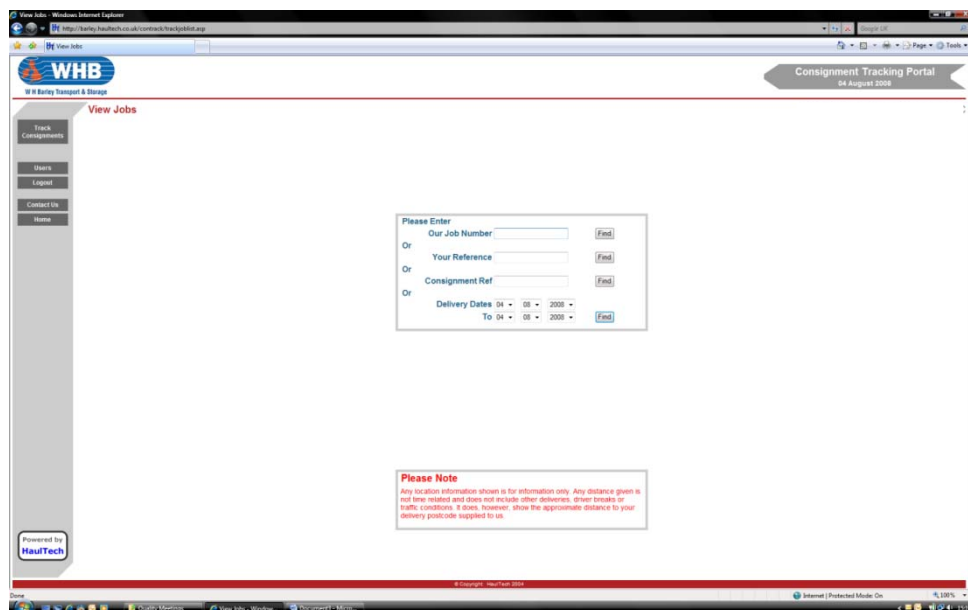 View Jobs - Windows Internet Explorer
http://barley.haultech.co.uk/contrack/trackjoblist.asp
Google UK
View Jobs
Page Tools
WHB
W H Barley Transport & Storage
Consignment Tracking Portal
04 August 2008
View Jobs
Track
Consignments
Users
Logout
Contact Us
Home
Please Enter
Our Job Number Find
Or
Your Reference Find
Or
Consignment Ref Find
Or
Delivery Dates 04 08 2008
To 04 08 2008 Find
Please Note
Any location information shown is for information only. Any distance given is
not time related and does not include other deliveries, driver breaks or
traffic conditions. It does, however, show the approximate distance to your
delivery postcode supplied to us.
Powered by
HaulTech
© Copyright HaulTech 2004
Done
Internet | Protected Mode: On 100%
Quality Meetings
View Jobs - Window...
Document1 - Micro...